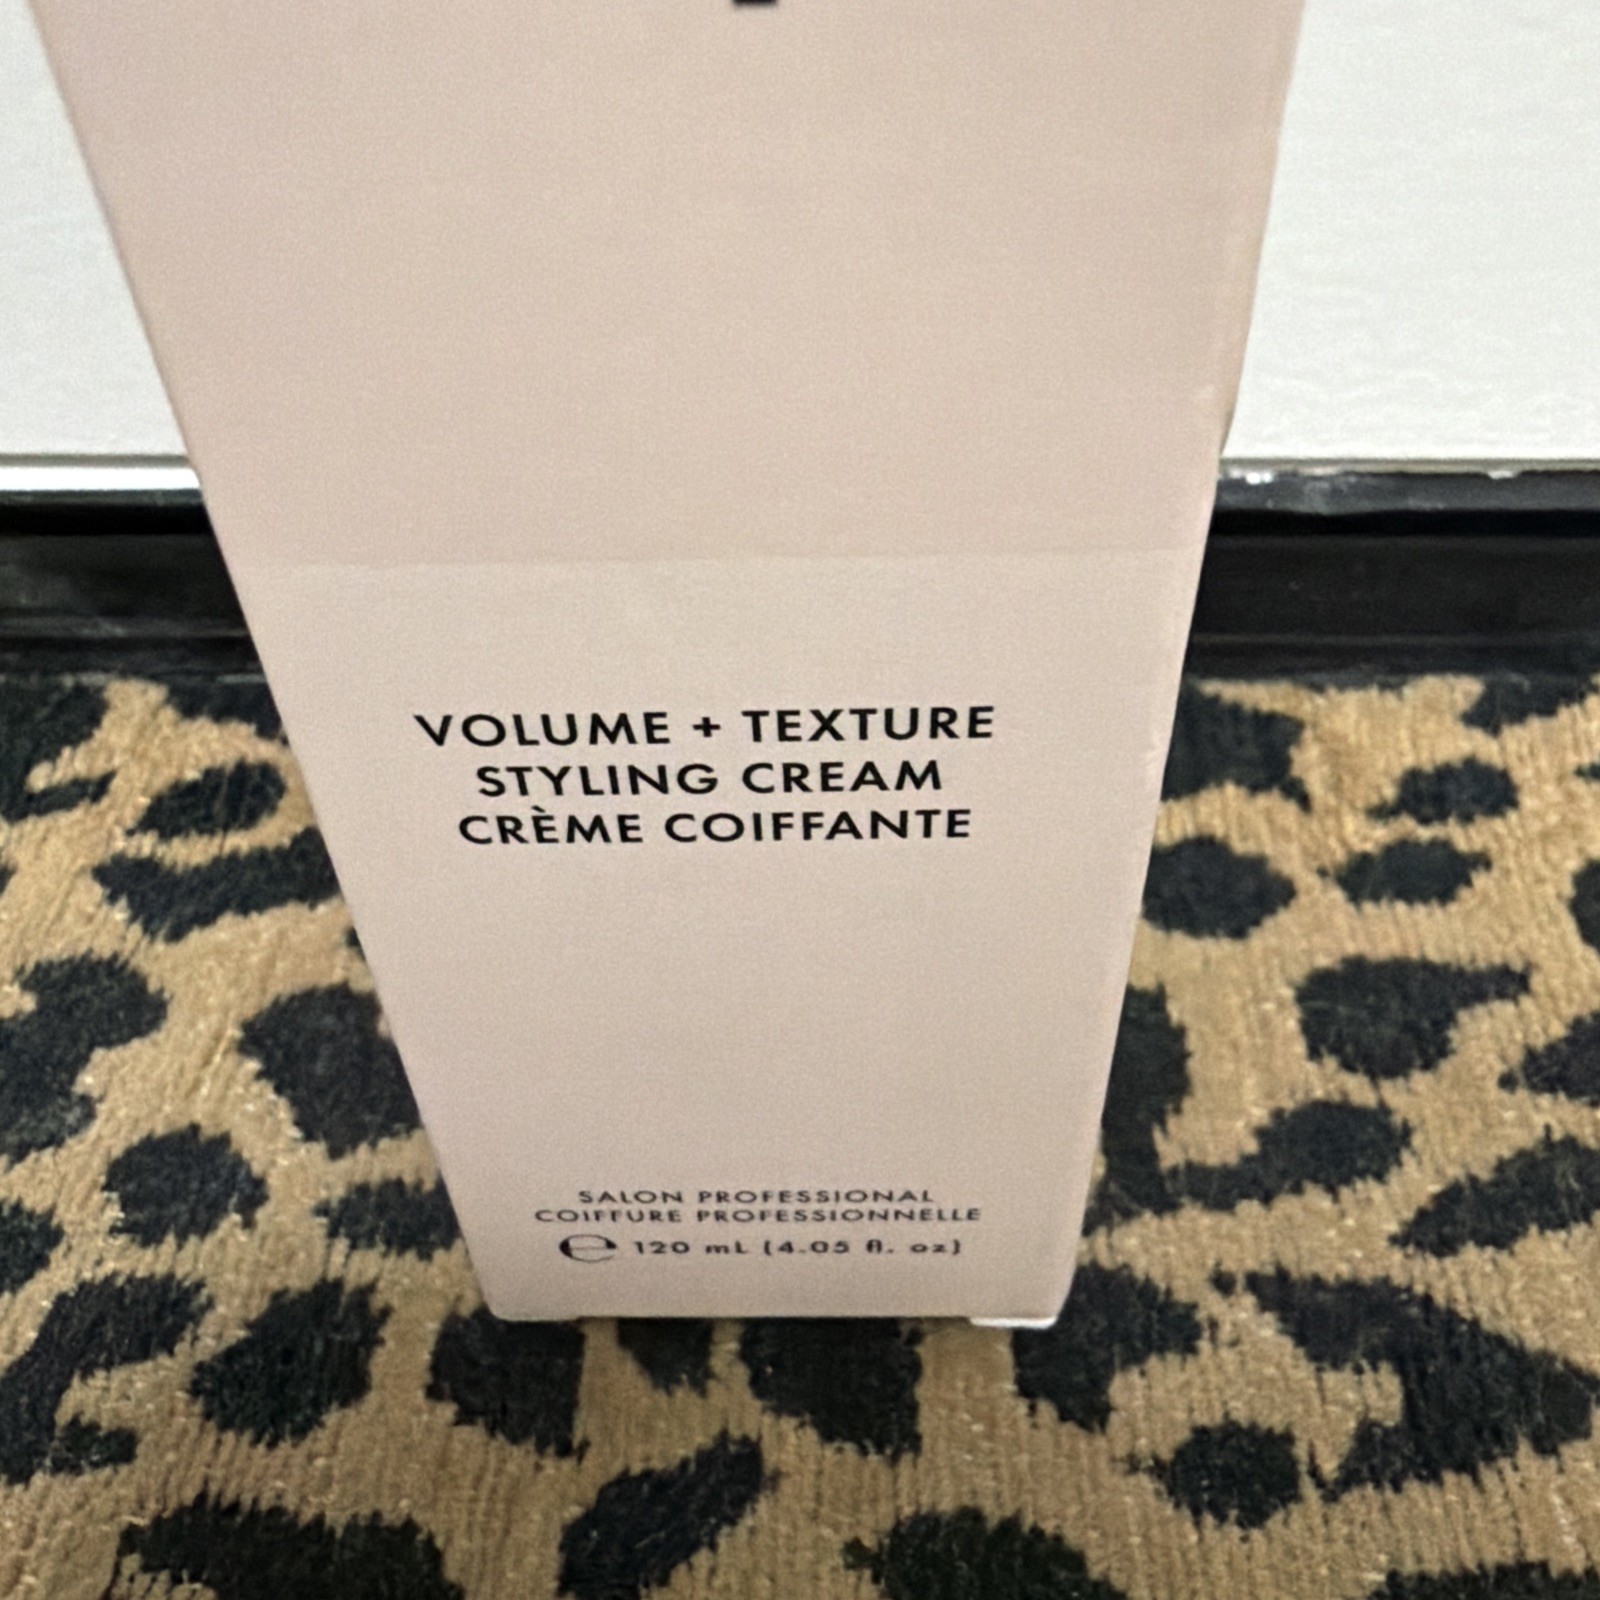 VOLUME + TEXTURE
STYLING CREAM
CRÈME COIFFANTE
SALON PROFESSIONAL
COIFFURE PROFESSIONNELLE
℮ 120 mL (4.05 fl. oz)